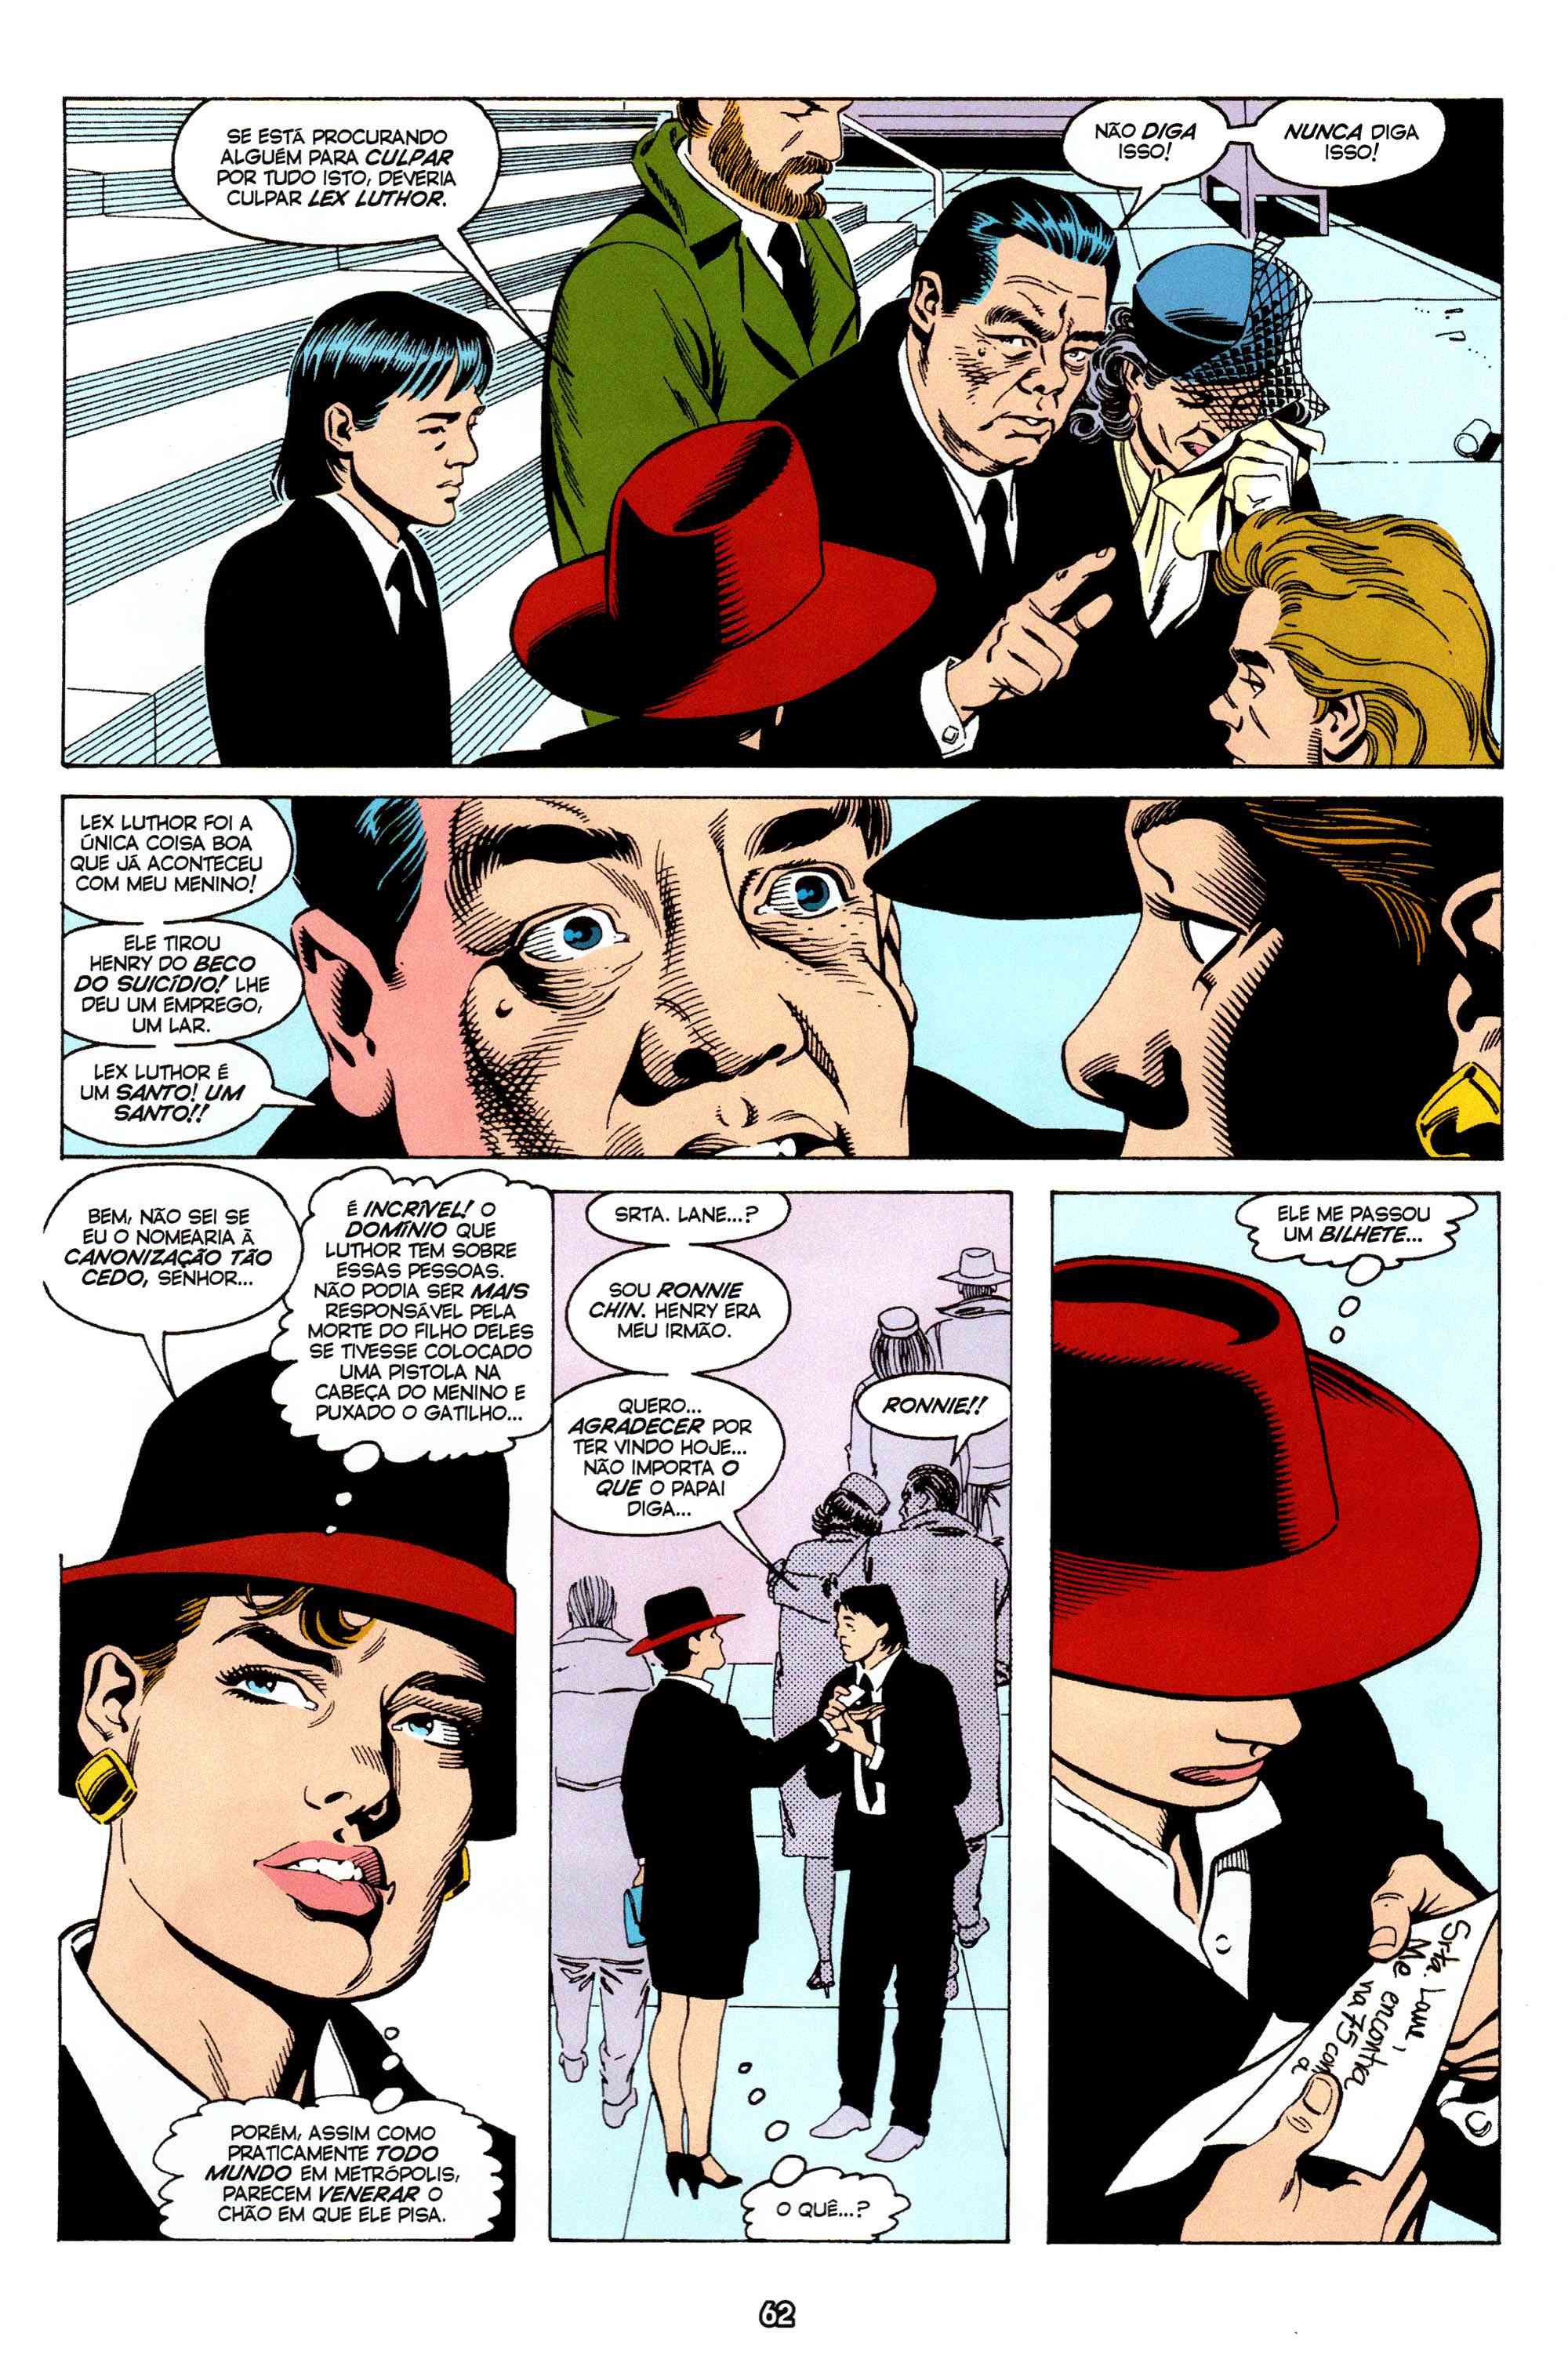 SE ESTÁ PROCURANDO
ALGUÉM PARA CULPAR
POR TUDO ISTO, DEVERIA
CULPAR LEX LUTHOR.
NÃO DIGA
ISSO!
NUNCA DIGA
ISSO!
LEX LUTHOR FOI A
ÚNICA COISA BOA
QUE JÁ ACONTECEU
COM MEU MENINO!
ELE TIROU
HENRY DO BECO
DO SUICÍDIO! LHE
DEU UM EMPREGO,
UM LAR.
LEX LUTHOR É
UM SANTO! UM
SANTO!!
BEM, NÃO SEI SE
EU O NOMEARIA À
CANONIZAÇÃO TÃO
CEDO, SENHOR...
É INCRÍVEL! O
DOMÍNIO QUE
LUTHOR TEM SOBRE
ESSAS PESSOAS.
NÃO PODIA SER MAIS
RESPONSÁVEL PELA
MORTE DO FILHO DELES
SE TIVESSE COLOCADO
UMA PISTOLA NA
CABEÇA DO MENINO E
PUXADO O GATILHO...
PORÉM, ASSIM COMO
PRATICAMENTE TODO
MUNDO EM METRÓPOLIS,
PARECEM VENERAR O
CHÃO EM QUE ELE PISA.
SRTA. LANE...?
SOU RONNIE
CHIN. HENRY ERA
MEU IRMÃO.
QUERO...
AGRADECER POR
TER VINDO HOJE...
NÃO IMPORTA O
QUE O PAPAI
DIGA...
RONNIE!!
O QUÊ...?
ELE ME PASSOU
UM BILHETE...
Srta. Lane,
Me encontra
na 75 com
a
62